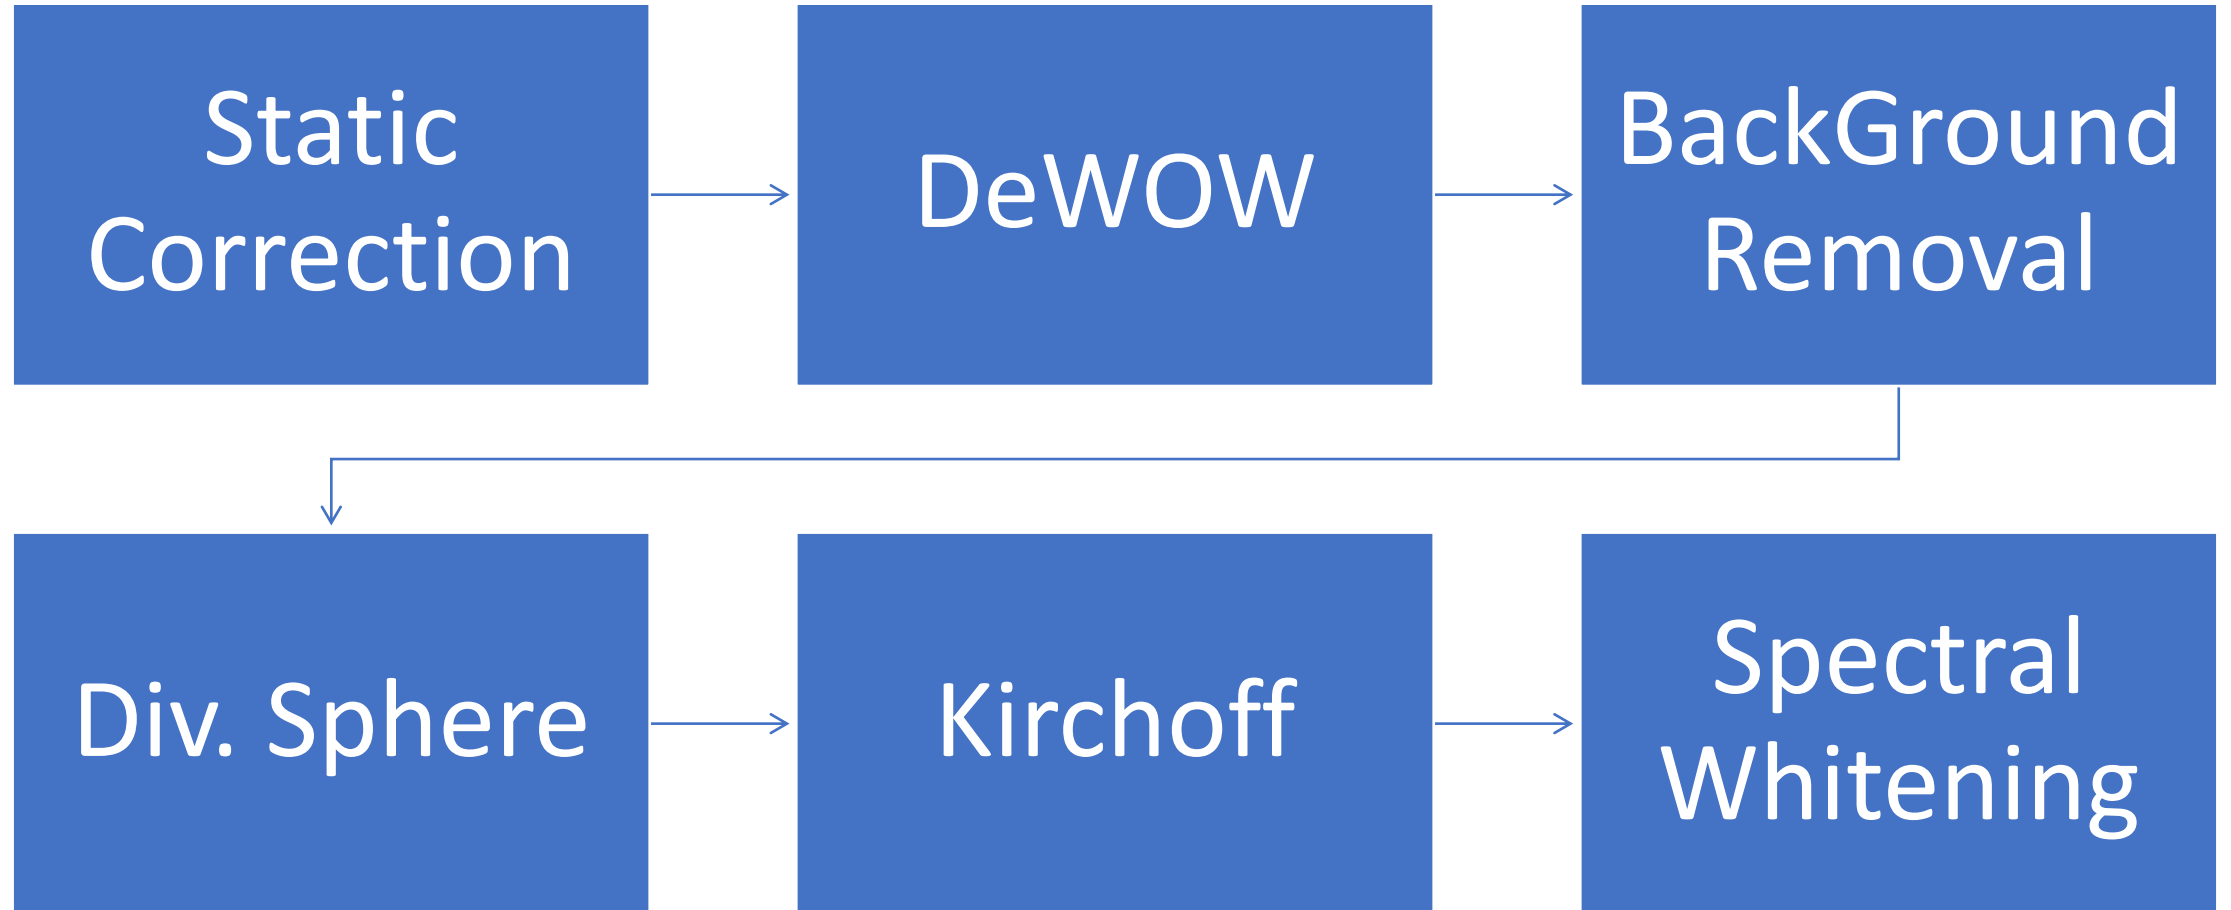 Static
Correction
DeWOW
BackGround
Removal
Div. Sphere
Kirchoff
Spectral
Whitening